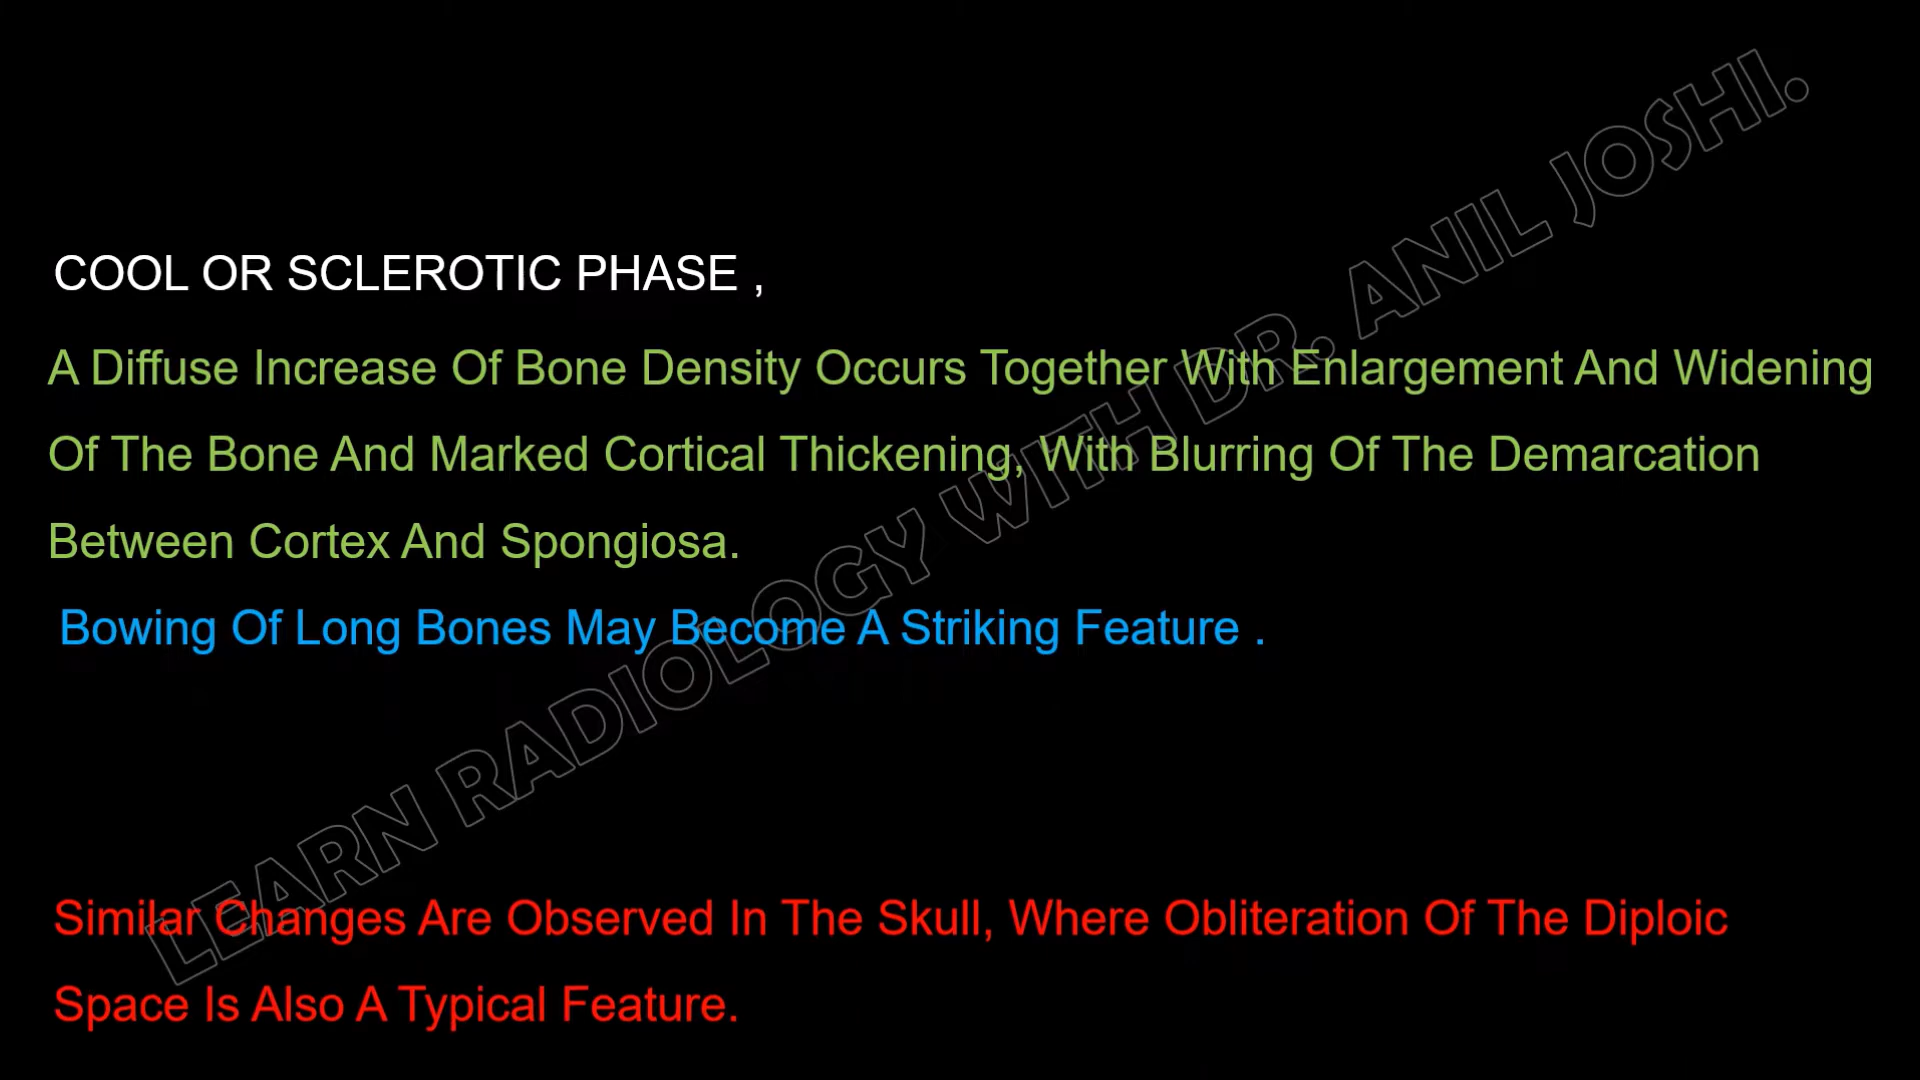 COOL OR SCLEROTIC PHASE ,
A Diffuse Increase Of Bone Density Occurs Together With Enlargement And Widening
Of The Bone And Marked Cortical Thickening, With Blurring Of The Demarcation
Between Cortex And Spongiosa.
Bowing Of Long Bones May Become A Striking Feature .
Similar Changes Are Observed In The Skull, Where Obliteration Of The Diploic
Space Is Also A Typical Feature.
LEARN RADIOLOGY WITH DR. ANIL JOSHI.